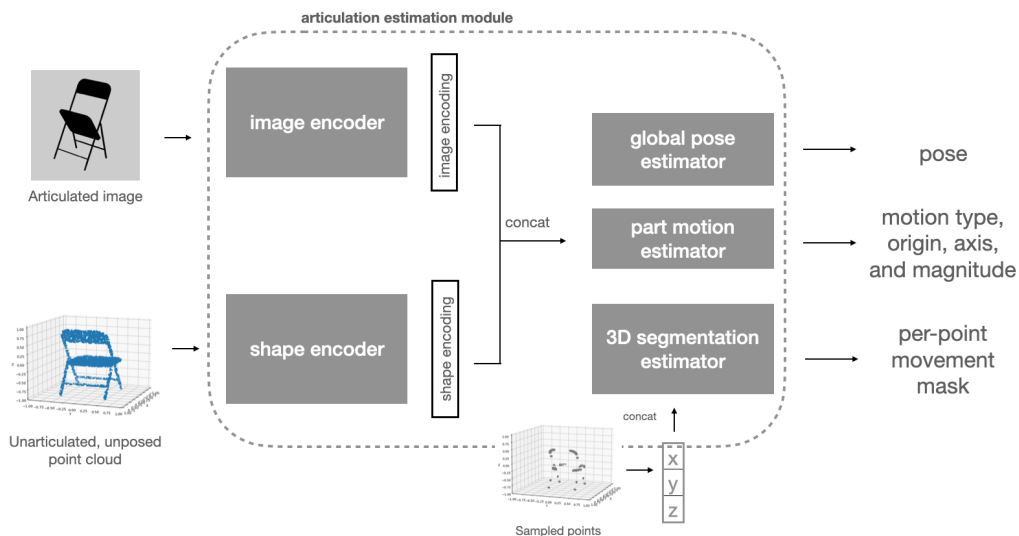 articulation estimation module
image encoder
image encoding
global pose
estimator
pose
Articulated image
concat
part motion
estimator
motion type,
origin, axis,
and magnitude
shape encoder
shape encoding
3D segmentation
estimator
per-point
movement
mask
Unarticulated, unposed
point cloud
concat
x
y
z
Sampled points